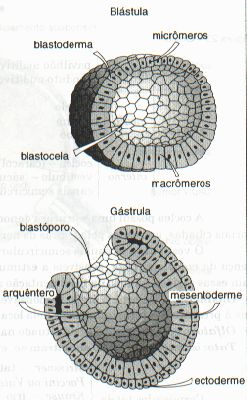 Blástula
micrômeros
blastoderma
blastocela
macrômeros
Gástrula
blastóporo
arquêntero
mesentoderme
ectoderme